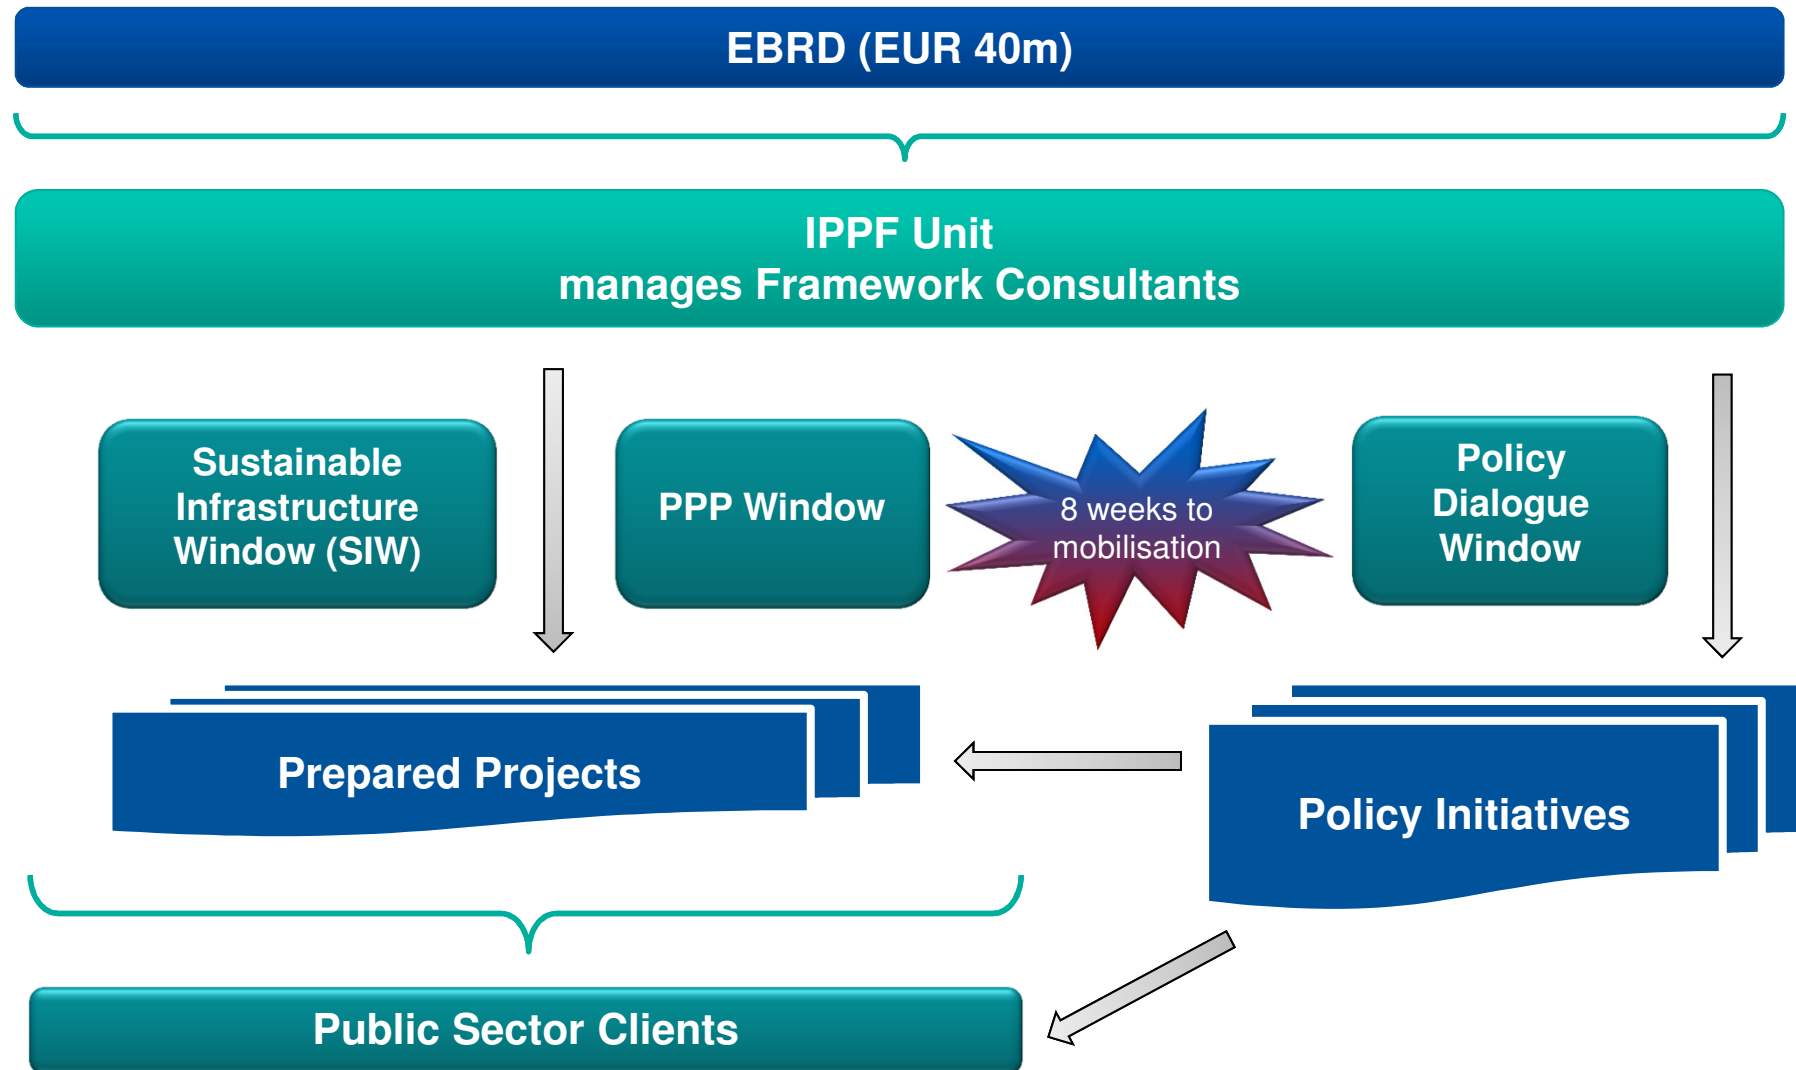 EBRD (EUR 40m)
IPPF Unit
manages Framework Consultants
Sustainable
Infrastructure
Window (SIW)
PPP Window
8 weeks to
mobilisation
Policy
Dialogue
Window
Prepared Projects
Policy Initiatives
Public Sector Clients